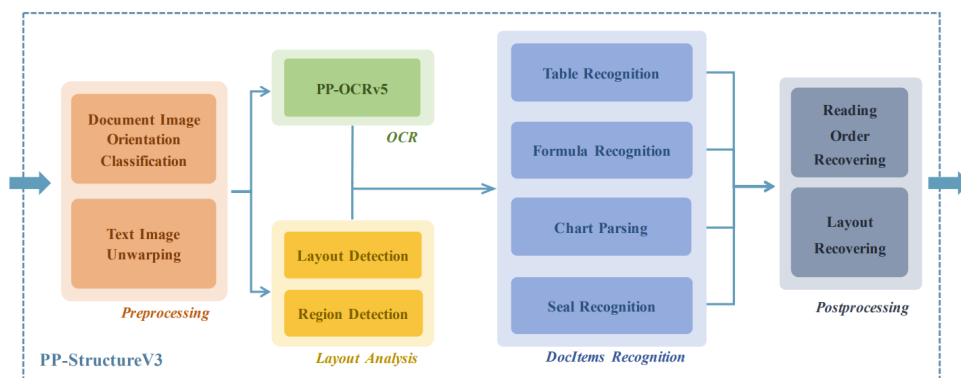 Document Image
Orientation
Classification
Text Image
Unwarping
Preprocessing
PP-OCRv5
OCR
Layout Detection
Region Detection
Layout Analysis
Table Recognition
Formula Recognition
Chart Parsing
Seal Recognition
DocItems Recognition
Reading
Order
Recovering
Layout
Recovering
Postprocessing
PP-StructureV3